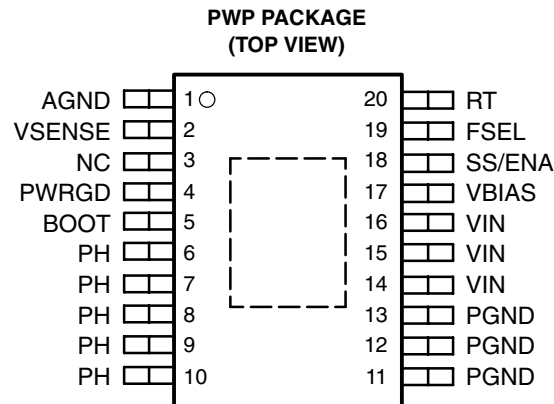 PWP PACKAGE
(TOP VIEW)
AGND 1 20 RT
VSENSE 2 19 FSEL
NC 3 18 SS/ENA
PWRGD 4 17 VBIAS
BOOT 5 16 VIN
PH 6 15 VIN
PH 7 14 VIN
PH 8 13 PGND
PH 9 12 PGND
PH 10 11 PGND